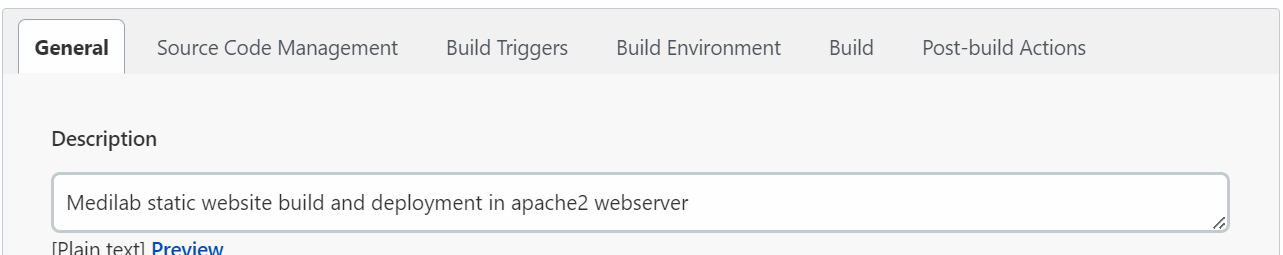 General Source Code Management Build Triggers Build Environment Build Post-build Actions
Description
Medilab static website build and deployment in apache2 webserver
[Plain text] Preview